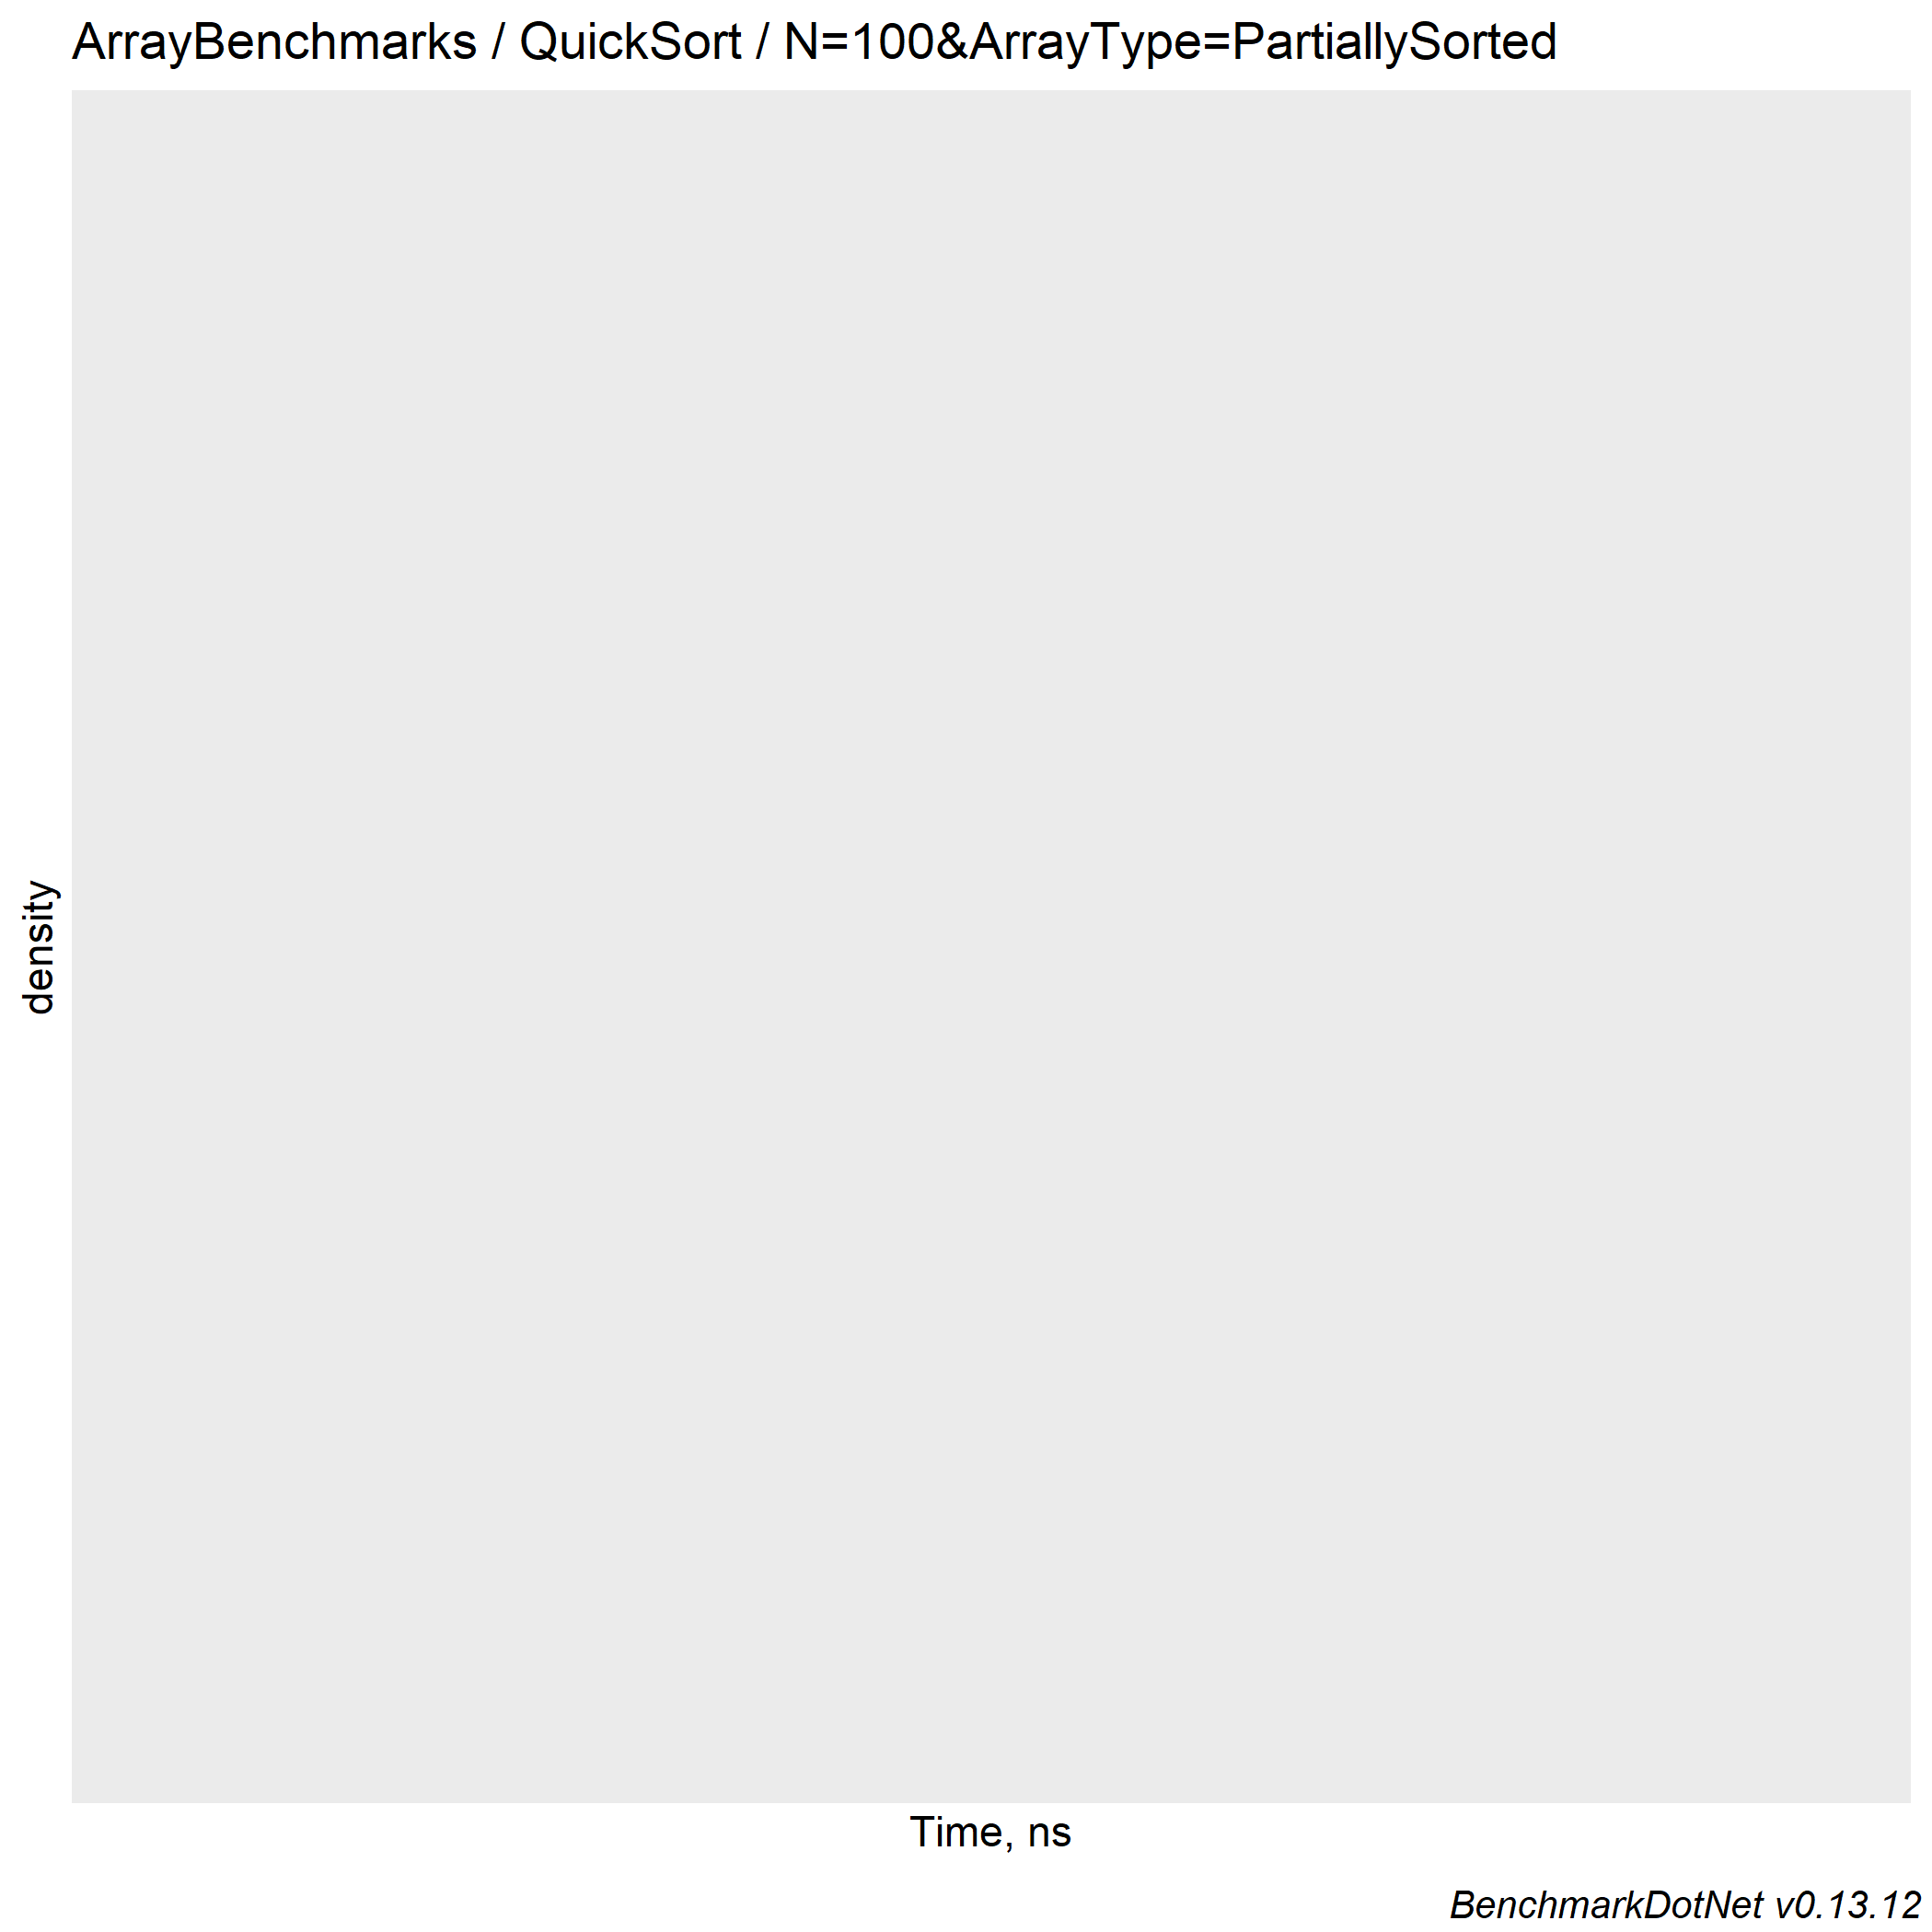 ArrayBenchmarks / QuickSort / N=100&ArrayType=PartiallySorted
density
Time, ns
BenchmarkDotNet v0.13.12